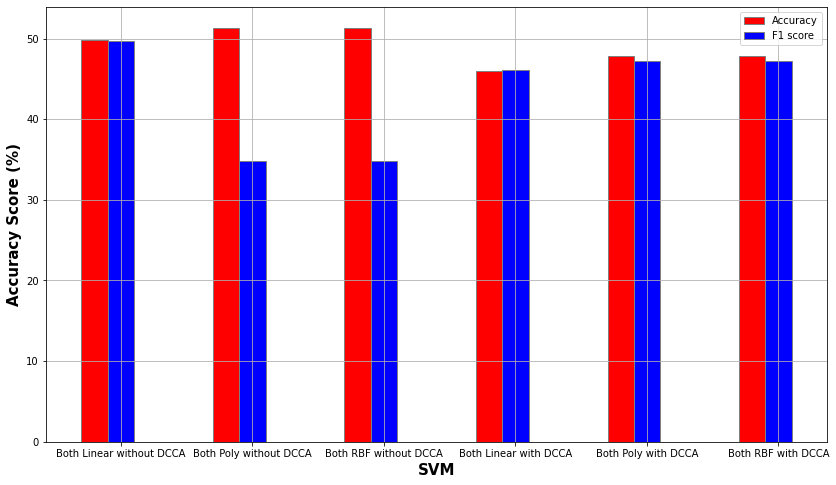 Accuracy
F1 score
Accuracy Score (%)
50
40
30
20
10
0
Both Linear without DCCA
Both Poly without DCCA
Both RBF without DCCA
Both Linear with DCCA
Both Poly with DCCA
Both RBF with DCCA
SVM